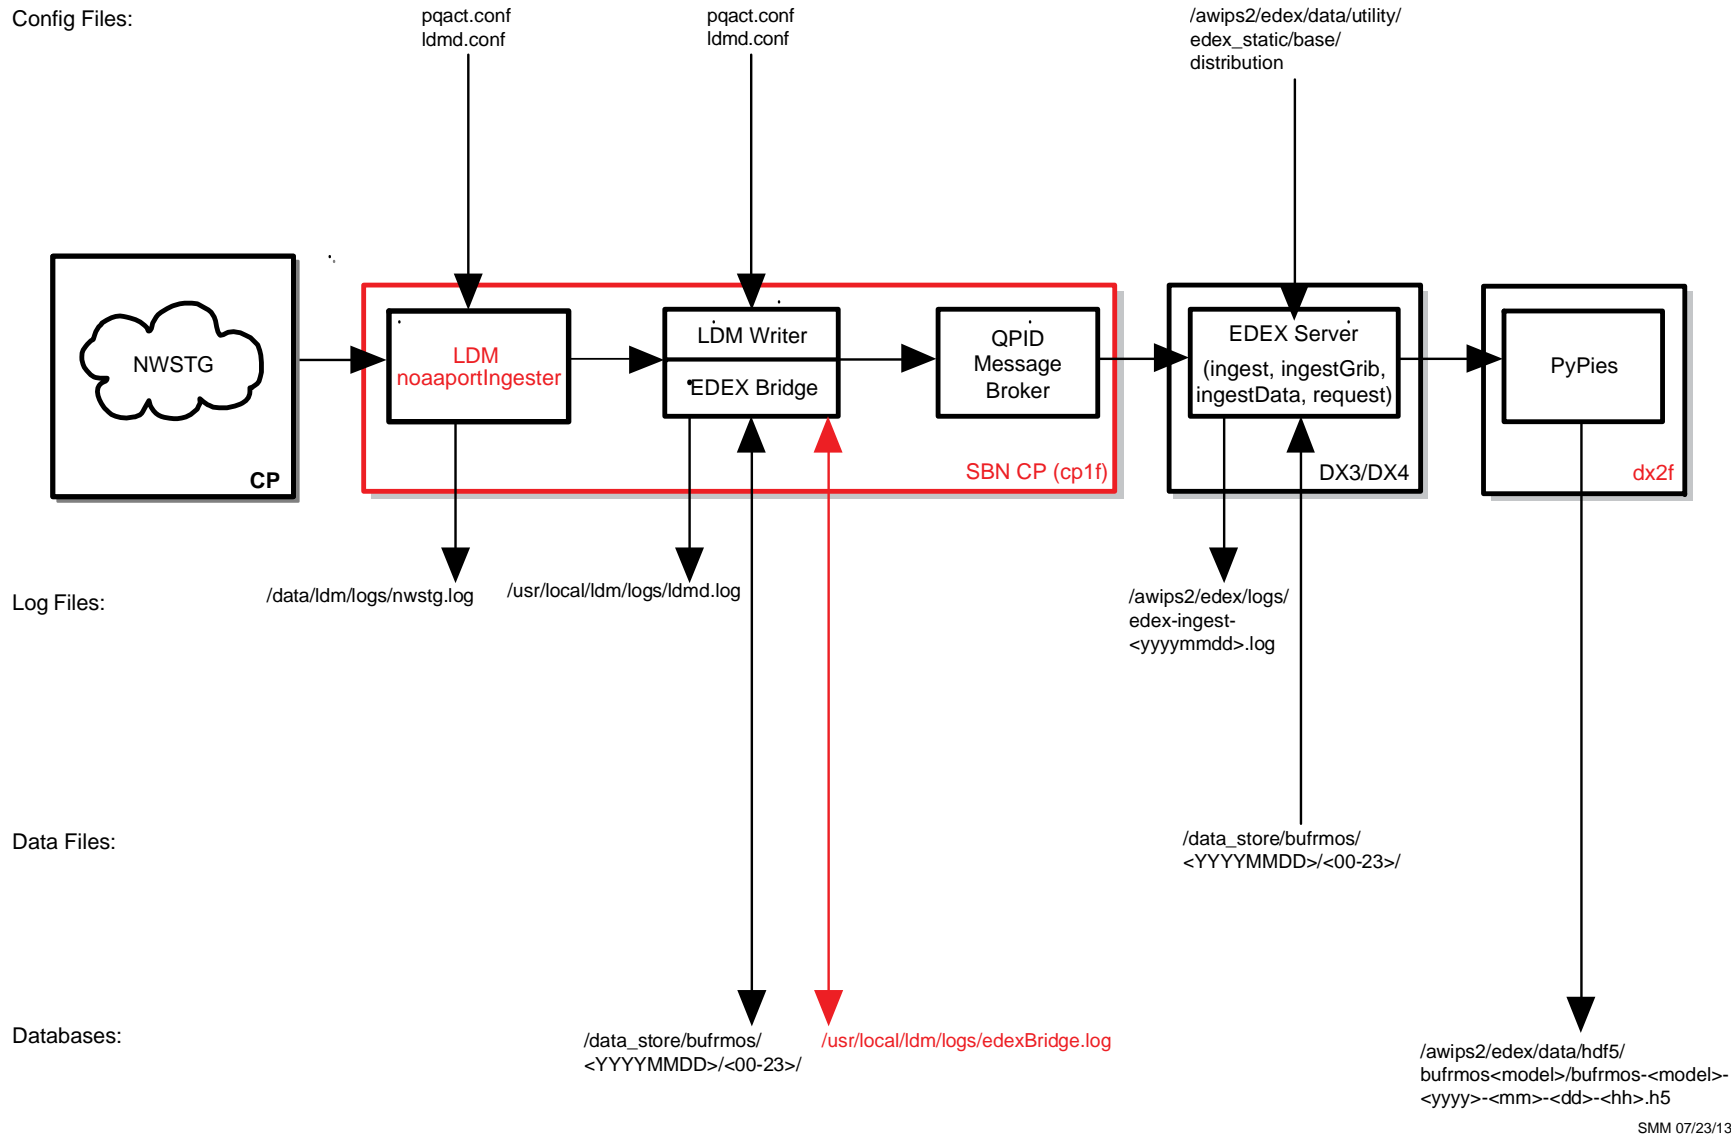 Config Files:
pqact.conf
ldmd.conf
pqact.conf
ldmd.conf
/awips2/edex/data/utility/
edex_static/base/
distribution
NWSTG
CP
LDM
noaaportIngester
LDM Writer
EDEX Bridge
QPID
Message
Broker
SBN CP (cp1f)
EDEX Server
(ingest, ingestGrib,
ingestData, request)
DX3/DX4
PyPies
dx2f
Log Files:
/data/ldm/logs/nwstg.log
/usr/local/ldm/logs/ldmd.log
/awips2/edex/logs/
edex-ingest-
<yyyymmdd>.log
Data Files:
/data_store/bufrmos/
<YYYYMMDD>/<00-23>/
Databases:
/data_store/bufrmos/
<YYYYMMDD>/<00-23>/
/usr/local/ldm/logs/edexBridge.log
/awips2/edex/data/hdf5/
bufrmos<model>/bufrmos-<model>-
<yyyy>-<mm>-<dd>-<hh>.h5
SMM 07/23/13